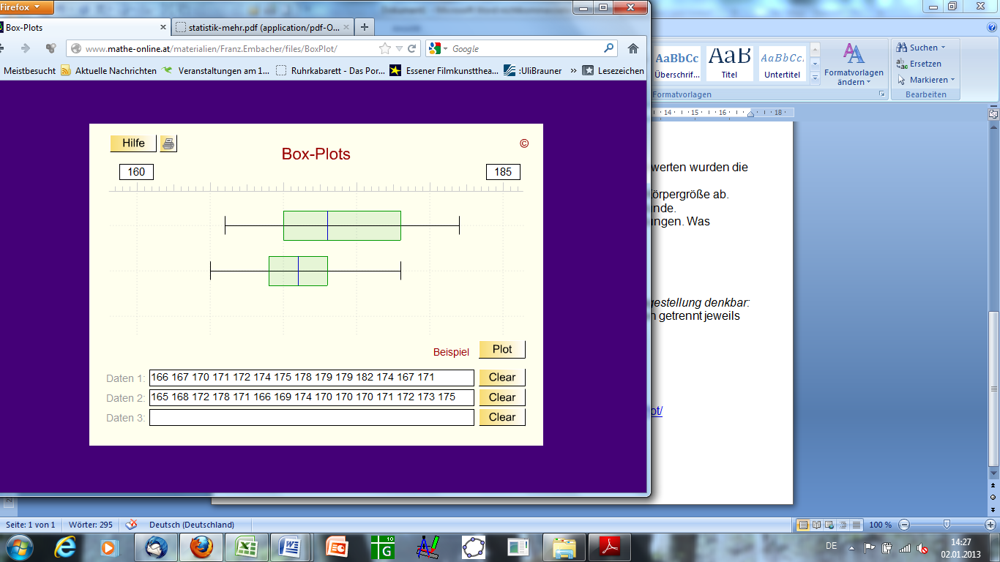 Firefox
Box-Plots
statistik-mehr.pdf (application/pdf-O...
www.mathe-online.at/materialien/Franz.Embacher/files/BoxPlot/
Google
Meistbesucht
Aktuelle Nachrichten
Veranstaltungen am 1...
Ruhrkabarett - Das Por...
Essener Filmkunstthea...
:UliBrauner
»
Lesezeichen
Hilfe
Box-Plots
©
160
185
Beispiel
Plot
Daten 1:
166 167 170 171 172 174 175 178 179 179 182 174 167 171
Clear
Daten 2:
165 168 172 178 171 166 169 174 170 170 170 171 172 173 175
Clear
Daten 3:
Clear
AaBbCc
AaB
AaBbCc.
Überschrif...
Titel
Untertitel
Formatvorlagen
ändern
Suchen
Ersetzen
Markieren
Formatvorlagen
Bearbeiten
14 15 16 18
werten wurden die
örpergröße ab.
nde.
ngen. Was
gestellung denkbar:
n getrennt jeweils
ot/
Seite: 1 von 1
Wörter: 295
Deutsch (Deutschland)
100 %
10
G
DE
14:27
02.01.2013